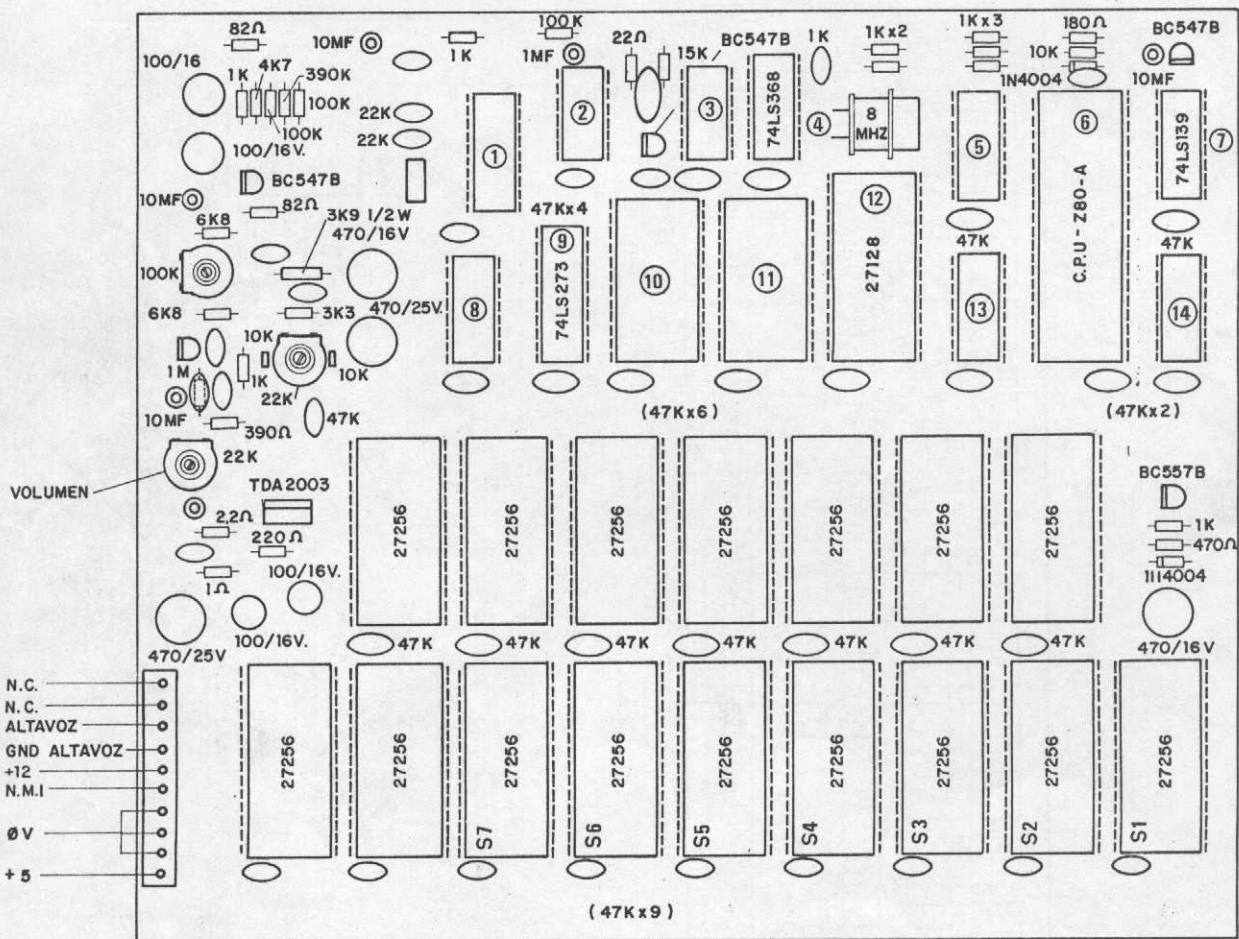 82Ω
10MF
1K
100K
1MF
22Ω
15K
BC547B
1K
1Kx2
1Kx3
180Ω
10K
BC547B
10MF
1N4004
100/16
1K
4K7
390K
100K
100K
100/16V.
22K
22K
1
2
3
74LS368
4
8
MHZ
5
6
C.P.U-Z80-A
74LS139
7
BC547B
10MF
82Ω
6K8
3K9 1/2W
470/16V
100K
47Kx4
9
74LS273
8
10
11
12
27128
47K
13
47K
14
6K8
3K3
470/25V.
10K
10K
1M
1K
22K
10MF
390Ω
47K
(47Kx6)
(47Kx2)
22K
VOLUMEN
TDA2003
2,2Ω
220Ω
1Ω
100/16V.
100/16V.
470/25V
27256
27256
27256
27256
27256
27256
27256
BC557B
1K
470Ω
1N4004
470/16V
47K
47K
47K
47K
47K
47K
47K
N.C.
N.C.
ALTAVOZ
GND ALTAVOZ
+12
N.M.I
ØV
+5
27256
27256
27256
S7
27256
S6
27256
S5
27256
S4
27256
S3
27256
S2
27256
S1
(47Kx9)